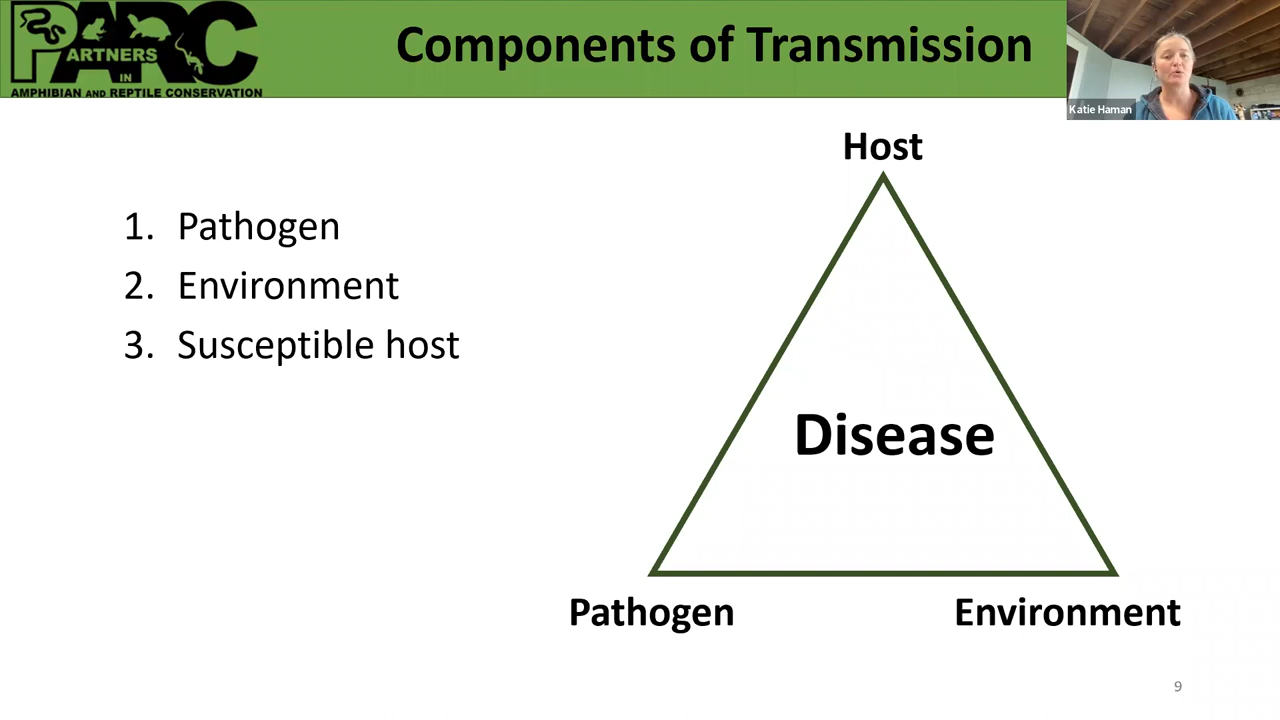 PARC
PARTNERS
IN
AMPHIBIAN AND REPTILE CONSERVATION
Components of Transmission
Katie Haman
1. Pathogen
2. Environment
3. Susceptible host
Host
Disease
Pathogen
Environment
9